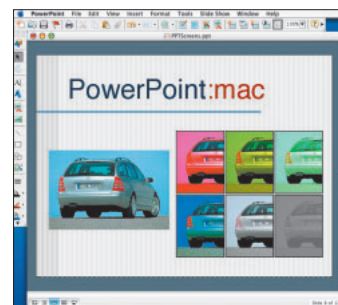 PowerPoint File Edit View Insert Format Tools Slide Show Window Help
PPTScreens.ppt
PowerPoint:mac